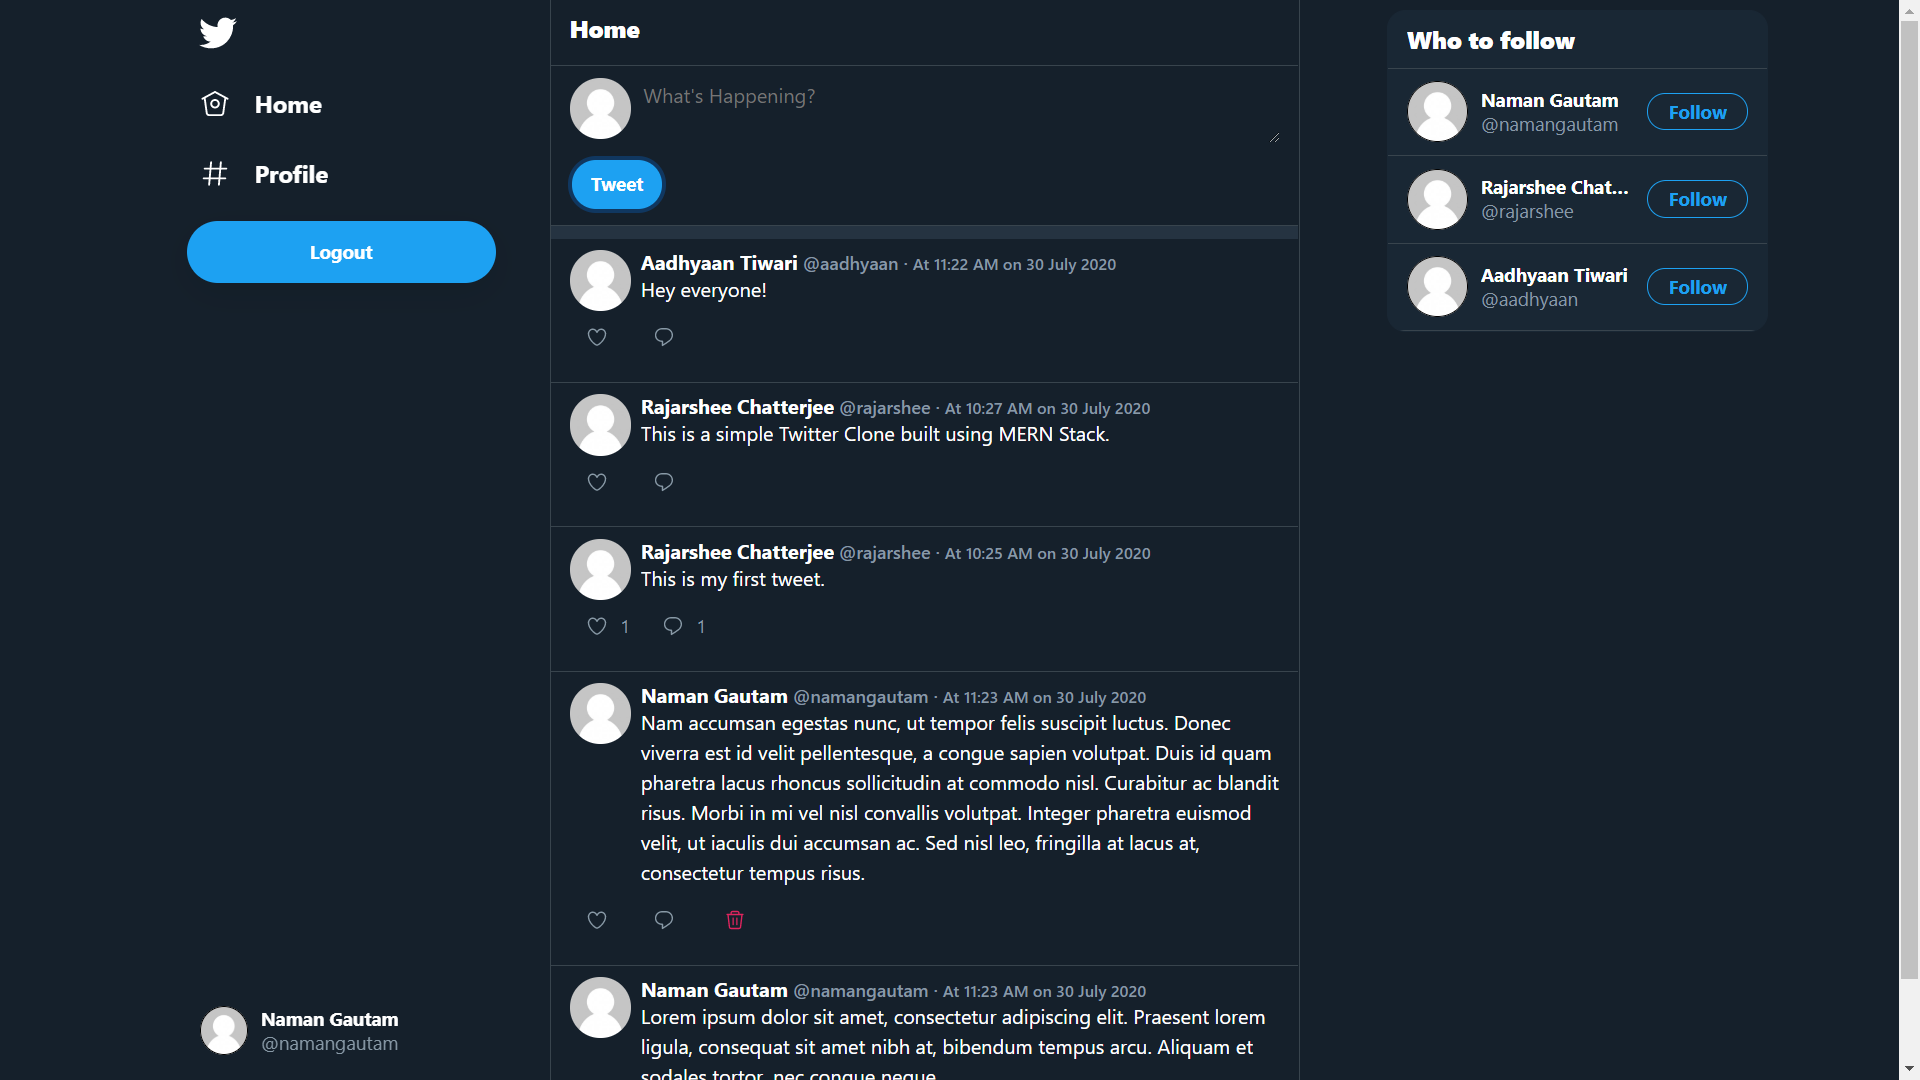 Home
Profile
Logout
Naman Gautam
@namangautam
Home
What's Happening?
Tweet
Aadhyaan Tiwari @aadhyaan · At 11:22 AM on 30 July 2020
Hey everyone!
Rajarshee Chatterjee @rajarshee · At 10:27 AM on 30 July 2020
This is a simple Twitter Clone built using MERN Stack.
Rajarshee Chatterjee @rajarshee · At 10:25 AM on 30 July 2020
This is my first tweet.
1 1
Naman Gautam @namangautam · At 11:23 AM on 30 July 2020
Nam accumsan egestas nunc, ut tempor felis suscipit luctus. Donec
viverra est id velit pellentesque, a congue sapien volutpat. Duis id quam
pharetra lacus rhoncus sollicitudin at commodo nisl. Curabitur ac blandit
risus. Morbi in mi vel nisl convallis volutpat. Integer pharetra euismod
velit, ut iaculis dui accumsan ac. Sed nisl leo, fringilla at lacus at,
consectetur tempus risus.
Naman Gautam @namangautam · At 11:23 AM on 30 July 2020
Lorem ipsum dolor sit amet, consectetur adipiscing elit. Praesent lorem
ligula, consequat sit amet nibh at, bibendum tempus arcu. Aliquam et
sodales tortor, nec congue neque
Who to follow
Naman Gautam
@namangautam
Follow
Rajarshee Chat...
@rajarshee
Follow
Aadhyaan Tiwari
@aadhyaan
Follow